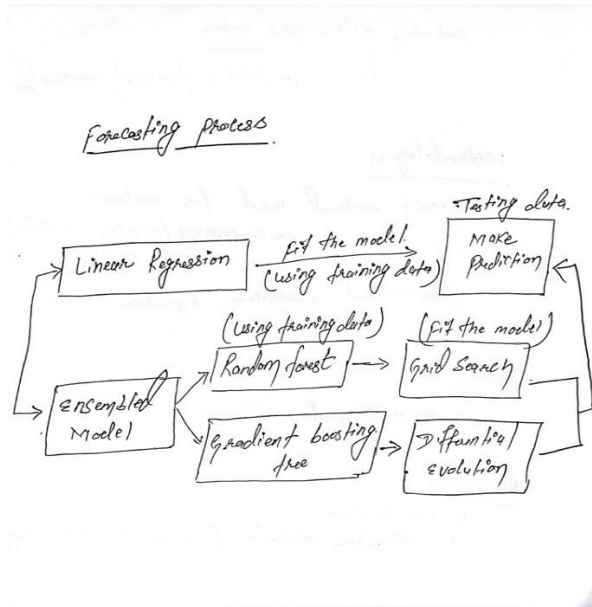 Forecasting Process
Testing data.
Linear Regression
Fit the model.
(using training data)
Make
Prediction
(using training data)
(Fit the model)
Random forest
Grid Search
Ensembled
Model
Gradient boosting
tree
Differntial
Evolution